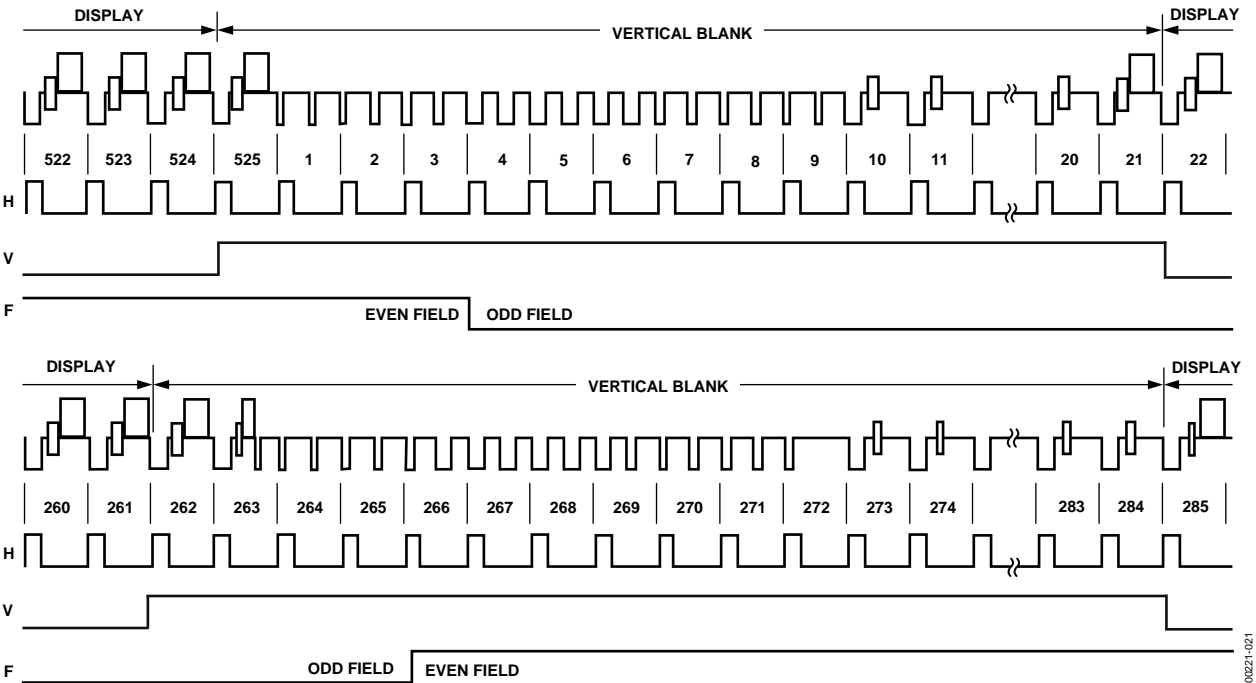 DISPLAY VERTICAL BLANK DISPLAY
522 523 524 525 1 2 3 4 5 6 7 8 9 10 11 20 21 22
H
V
F EVEN FIELD ODD FIELD
DISPLAY VERTICAL BLANK DISPLAY
260 261 262 263 264 265 266 267 268 269 270 271 272 273 274 283 284 285
H
V
F ODD FIELD EVEN FIELD
00221-021